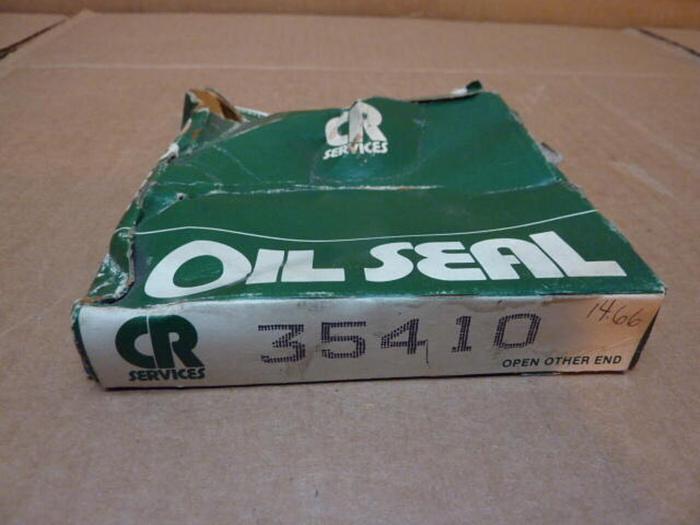 CR
SERVICES
OIL SEAL
CR
SERVICES
35410
14.66
OPEN OTHER END